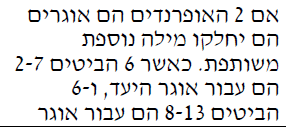 אם 2 האופרנדים הם אוגרים
הם יחלקו מילה נוספת
משותפת. כאשר 6 הביטים 2-7
הם עבור אוגר היעד, ו-6
הביטים 8-13 הם עבור אוגר